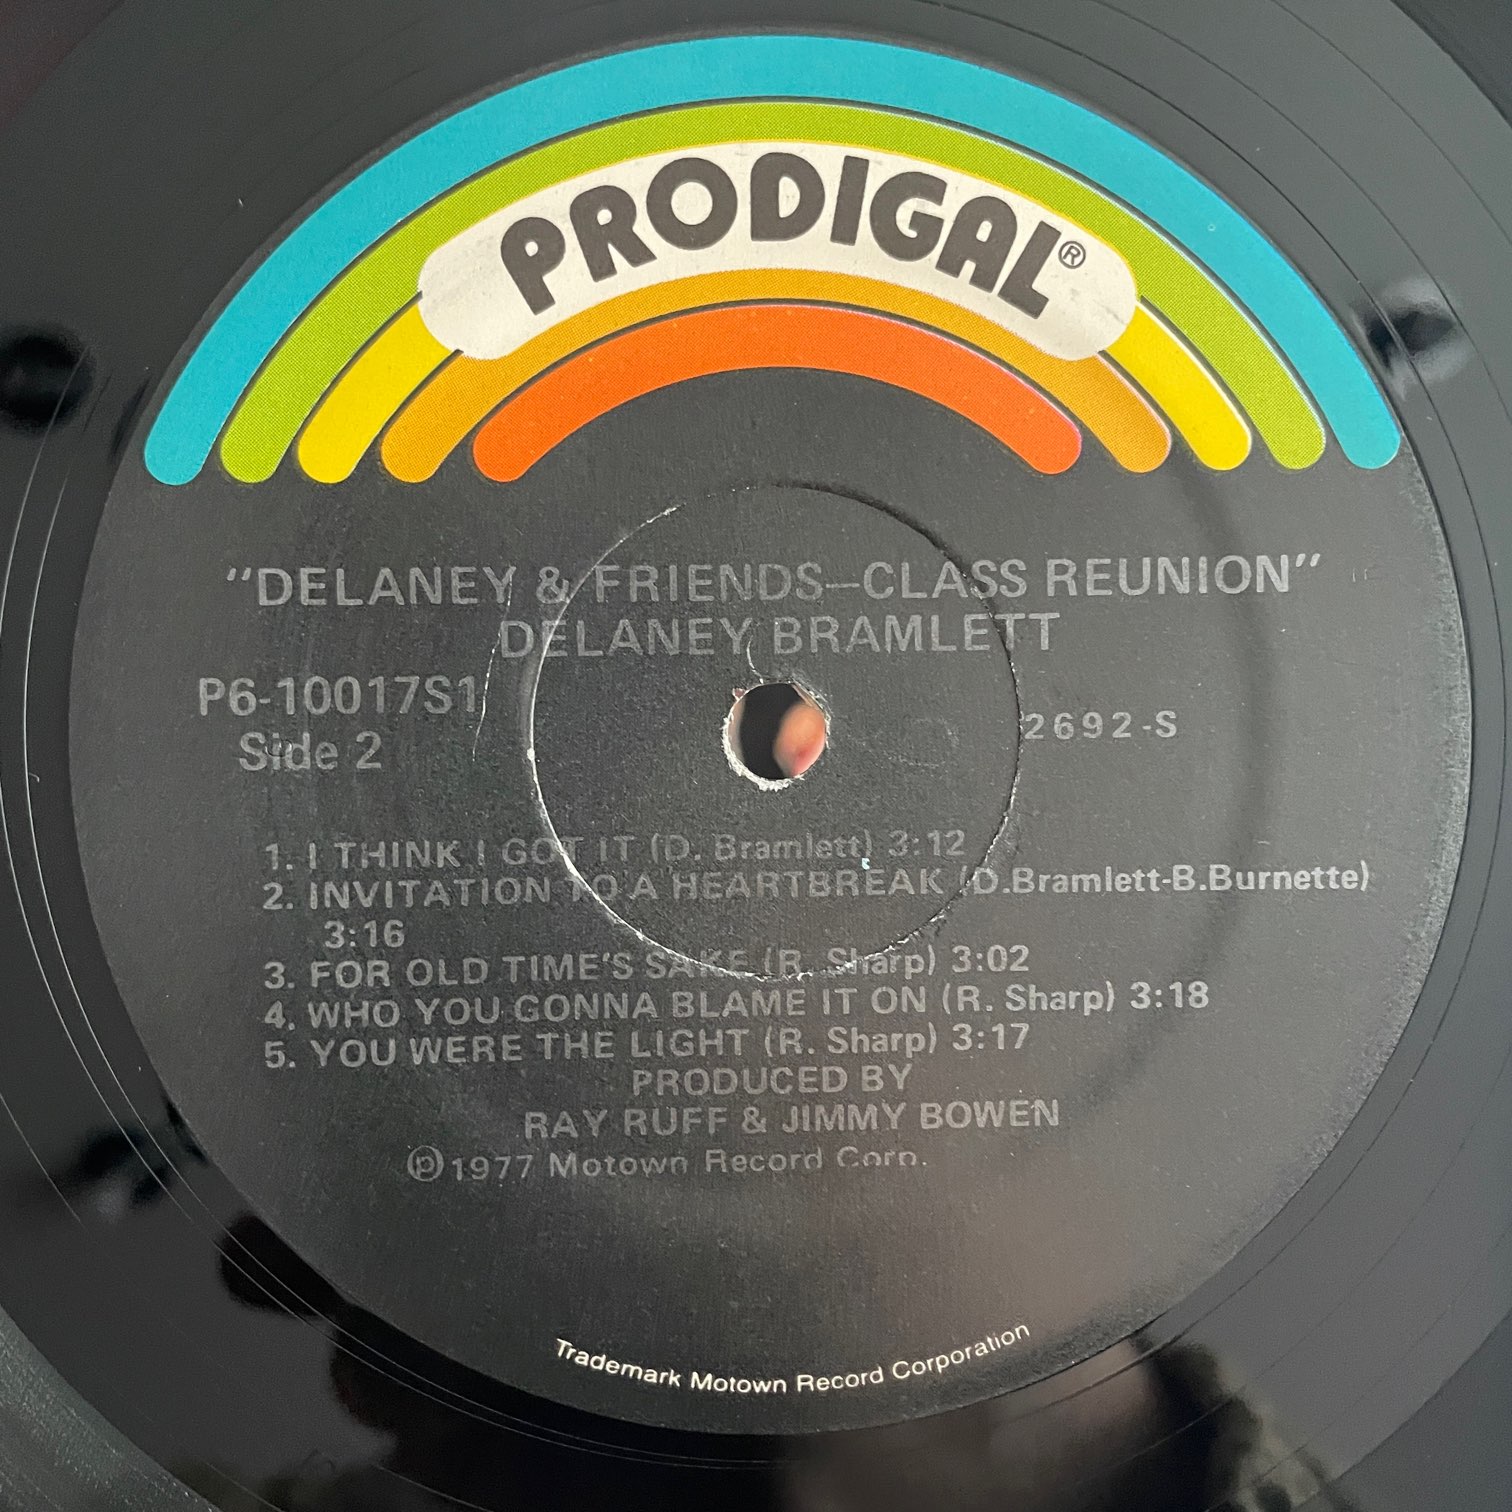 PRODIGAL®
"DELANEY & FRIENDS—CLASS REUNION"
DELANEY BRAMLETT
P6-10017S1
Side 2
2692-S
1. I THINK I GOT IT (D. Bramlett) 3:12
2. INVITATION TO A HEARTBREAK (D.Bramlett-B.Burnette)
3:16
3. FOR OLD TIME'S SAKE (R. Sharp) 3:02
4. WHO YOU GONNA BLAME IT ON (R. Sharp) 3:18
5. YOU WERE THE LIGHT (R. Sharp) 3:17
PRODUCED BY
RAY RUFF & JIMMY BOWEN
℗1977 Motown Record Corp.
Trademark Motown Record Corporation